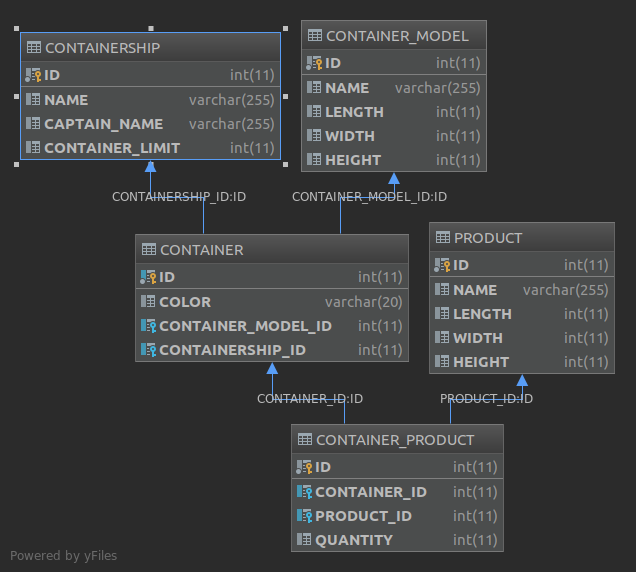 CONTAINERSHIP
ID int(11)
NAME varchar(255)
CAPTAIN_NAME varchar(255)
CONTAINER_LIMIT int(11)
CONTAINER_MODEL
ID int(11)
NAME varchar(255)
LENGTH int(11)
WIDTH int(11)
HEIGHT int(11)
CONTAINERSHIP_ID:ID
CONTAINER_MODEL_ID:ID
CONTAINER
ID int(11)
COLOR varchar(20)
CONTAINER_MODEL_ID int(11)
CONTAINERSHIP_ID int(11)
PRODUCT
ID int(11)
NAME varchar(255)
LENGTH int(11)
WIDTH int(11)
HEIGHT int(11)
CONTAINER_ID:ID
PRODUCT_ID:ID
CONTAINER_PRODUCT
ID int(11)
CONTAINER_ID int(11)
PRODUCT_ID int(11)
QUANTITY int(11)
Powered by yFiles